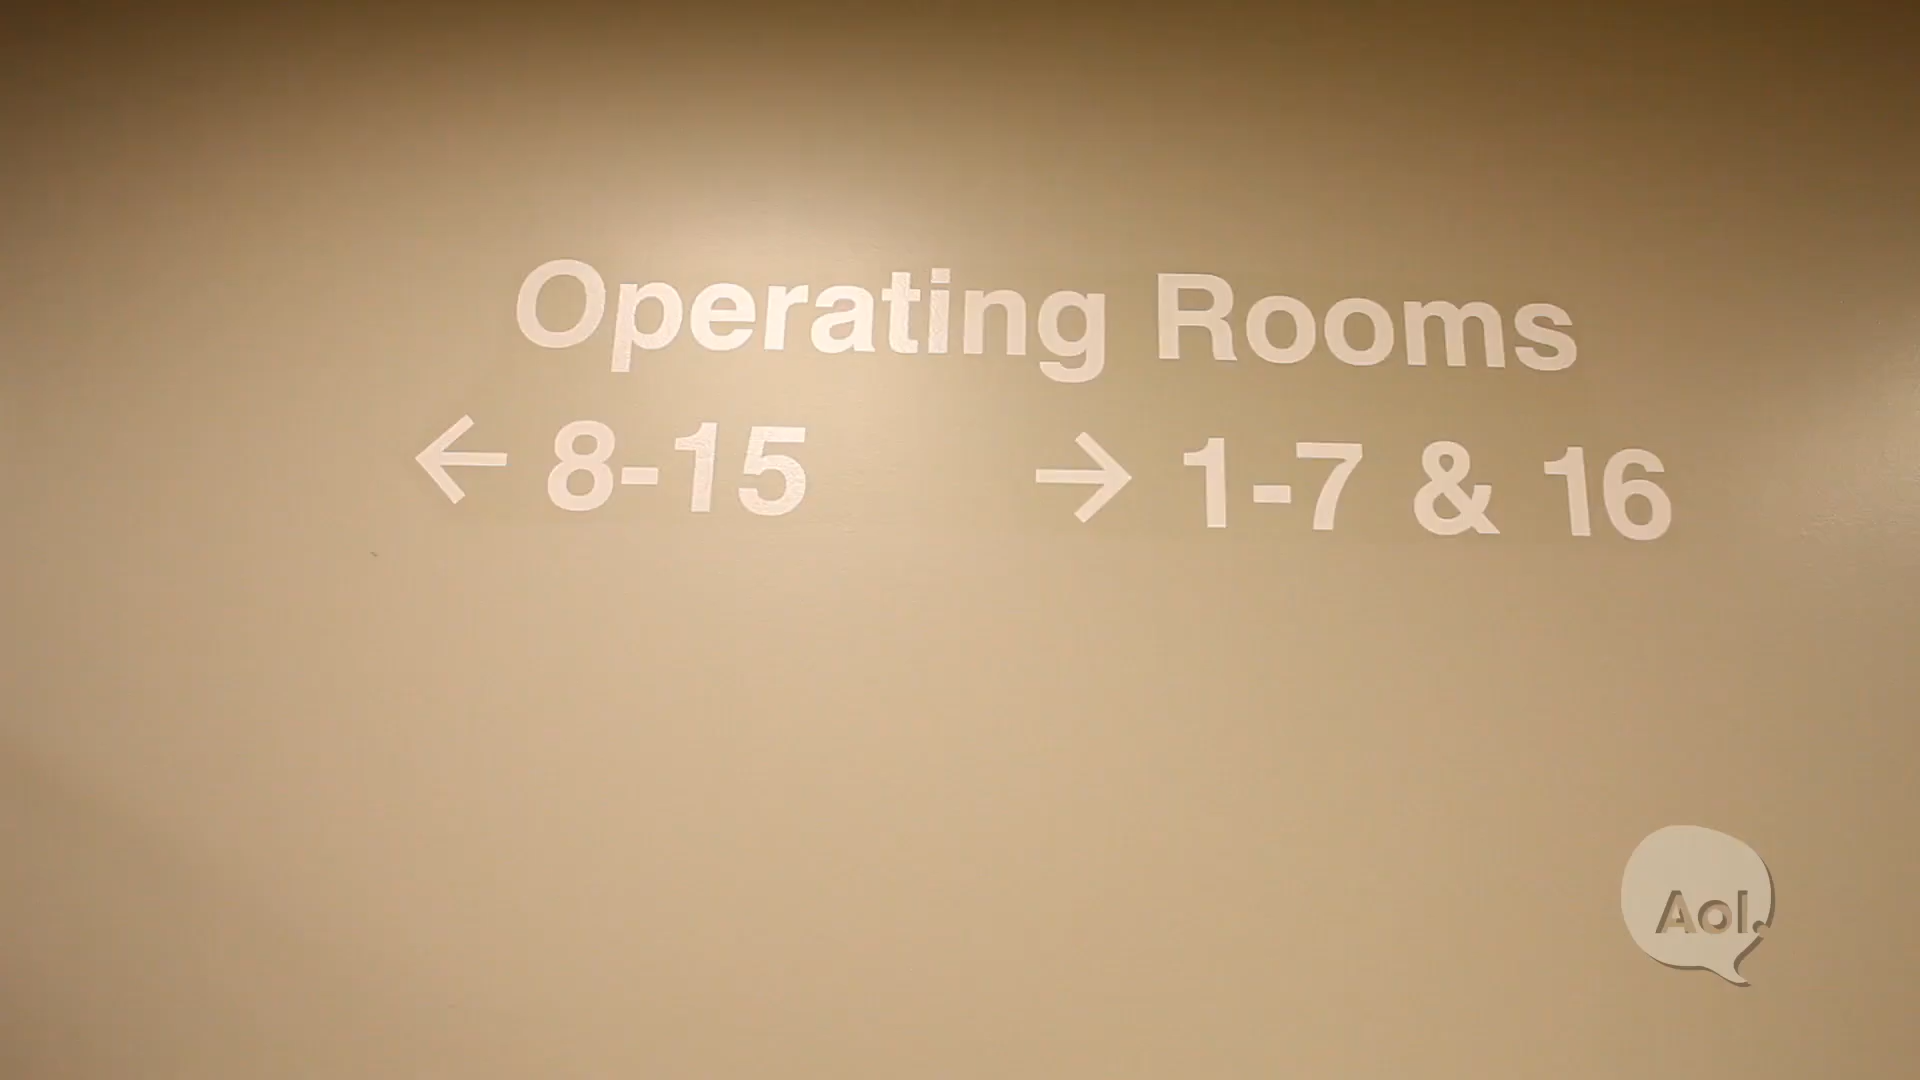 Operating Rooms
← 8-15 → 1-7 & 16
Aol.